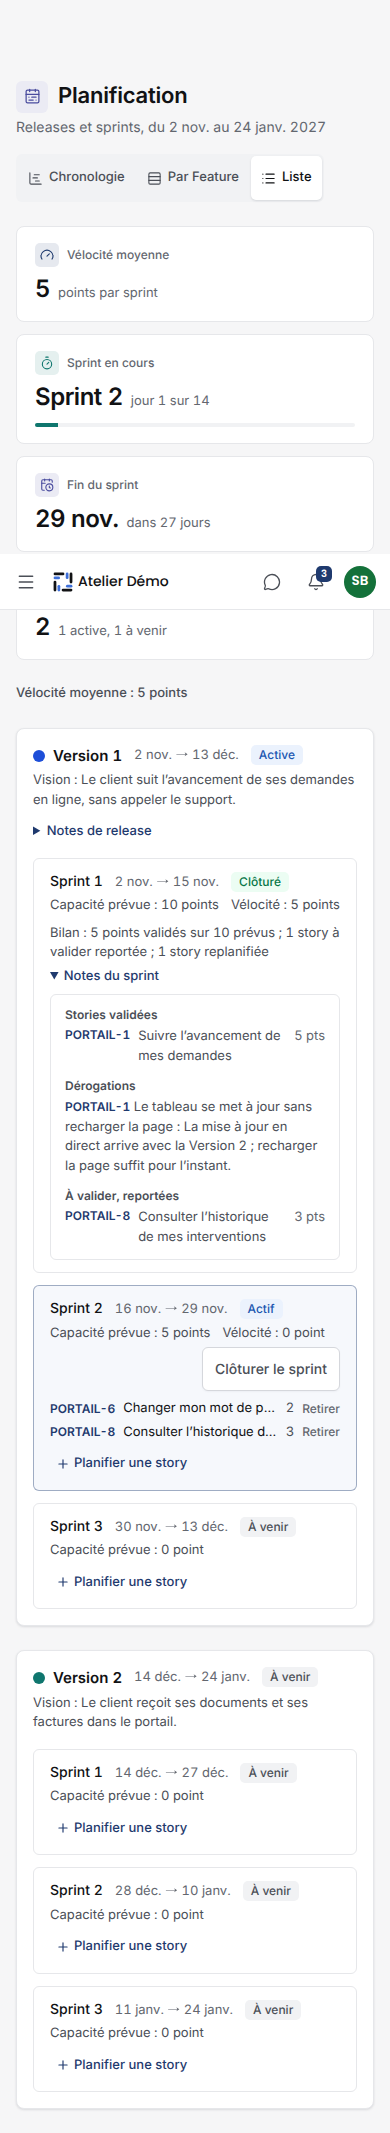 Planification
Releases et sprints, du 2 nov. au 24 janv. 2027
Chronologie Par Feature Liste
Vélocité moyenne
5 points par sprint
Sprint en cours
Sprint 2 jour 1 sur 14
Fin du sprint
29 nov. dans 27 jours
Atelier Démo 3 SB
2 1 active, 1 à venir
Vélocité moyenne : 5 points
Version 1 2 nov. → 13 déc. Active
Vision : Le client suit l’avancement de ses demandes
en ligne, sans appeler le support.
Notes de release
Sprint 1 2 nov. → 15 nov. Clôturé
Capacité prévue : 10 points Vélocité : 5 points
Bilan : 5 points validés sur 10 prévus ; 1 story à
valider reportée ; 1 story replanifiée
Notes du sprint
Stories validées
PORTAIL-1 Suivre l’avancement de 5 pts
mes demandes
Dérogations
PORTAIL-1 Le tableau se met à jour sans
recharger la page : La mise à jour en
direct arrive avec la Version 2 ; recharger
la page suffit pour l’instant.
À valider, reportées
PORTAIL-8 Consulter l’historique 3 pts
de mes interventions
Sprint 2 16 nov. → 29 nov. Actif
Capacité prévue : 5 points Vélocité : 0 point
Clôturer le sprint
PORTAIL-6 Changer mon mot de p... 2 Retirer
PORTAIL-8 Consulter l’historique d... 3 Retirer
+ Planifier une story
Sprint 3 30 nov. → 13 déc. À venir
Capacité prévue : 0 point
+ Planifier une story
Version 2 14 déc. → 24 janv. À venir
Vision : Le client reçoit ses documents et ses
factures dans le portail.
Sprint 1 14 déc. → 27 déc. À venir
Capacité prévue : 0 point
+ Planifier une story
Sprint 2 28 déc. → 10 janv. À venir
Capacité prévue : 0 point
+ Planifier une story
Sprint 3 11 janv. → 24 janv. À venir
Capacité prévue : 0 point
+ Planifier une story